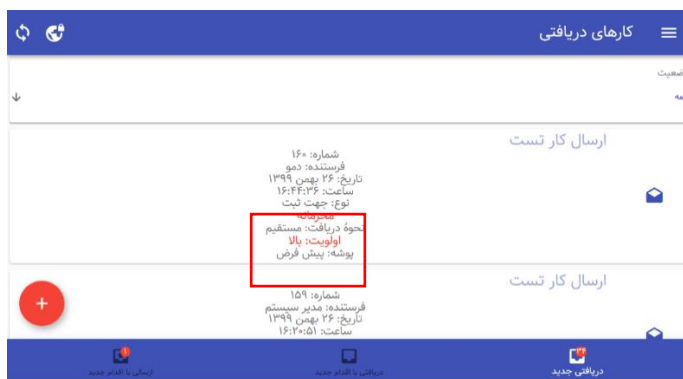 کارهای دریافتی
ارسال کار تست
شماره: ۱۶۰
فرستنده: دمو
تاریخ: ۲۶ بهمن ۱۳۹۹
ساعت: ۱۶:۴۴:۳۶
نوع: جهت ثبت
محرمانه
نحوهٔ دریافت: مستقیم
اولویت: بالا
پوشه: پیش فرض
ارسال کار تست
شماره: ۱۵۹
فرستنده: مدیر سیستم
تاریخ: ۲۶ بهمن ۱۳۹۹
ساعت: ۱۶:۲۰:۵۱
دریافتی جدید
دریافتی با اقدام جدید
ارسالی با اقدام جدید
۱